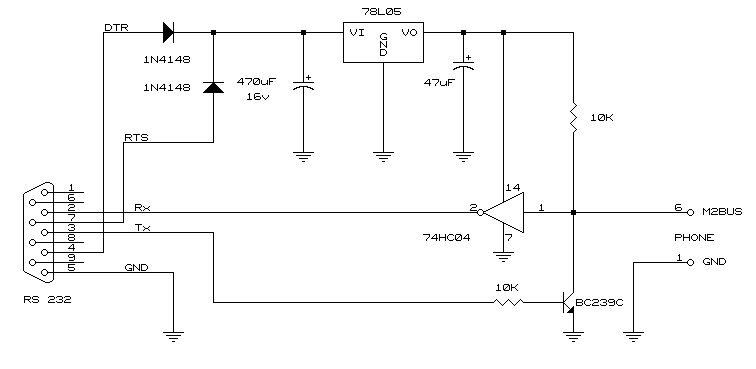 78L05
DTR
VI
GND
VO
1N4148
1N4148
470uF
16v
+
+
47uF
10K
RTS
1
6
2
7
3
8
4
9
5
Rx
Tx
GND
RS 232
14
2
1
7
74HC04
6
M2BUS
PHONE
1
GND
10K
BC239C